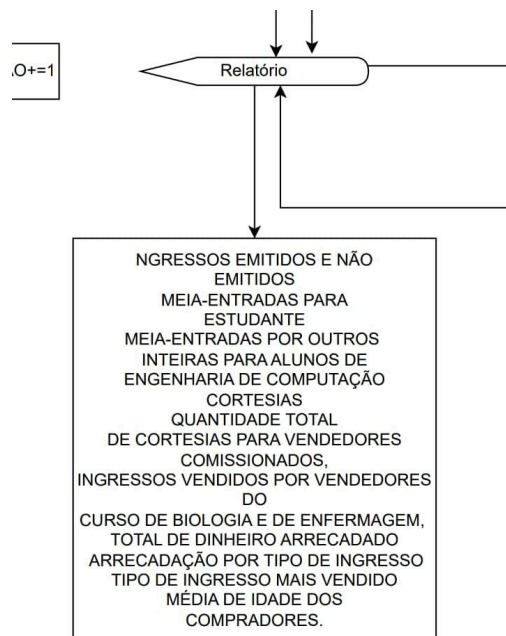 O+=1
Relatório
NGRESSOS EMITIDOS E NÃO
EMITIDOS
MEIA-ENTRADAS PARA
ESTUDANTE
MEIA-ENTRADAS POR OUTROS
INTEIRAS PARA ALUNOS DE
ENGENHARIA DE COMPUTAÇÃO
CORTESIAS
QUANTIDADE TOTAL
DE CORTESIAS PARA VENDEDORES
COMISSIONADOS,
INGRESSOS VENDIDOS POR VENDEDORES
DO
CURSO DE BIOLOGIA E DE ENFERMAGEM,
TOTAL DE DINHEIRO ARRECADADO
ARRECADAÇÃO POR TIPO DE INGRESSO
TIPO DE INGRESSO MAIS VENDIDO
MÉDIA DE IDADE DOS
COMPRADORES.